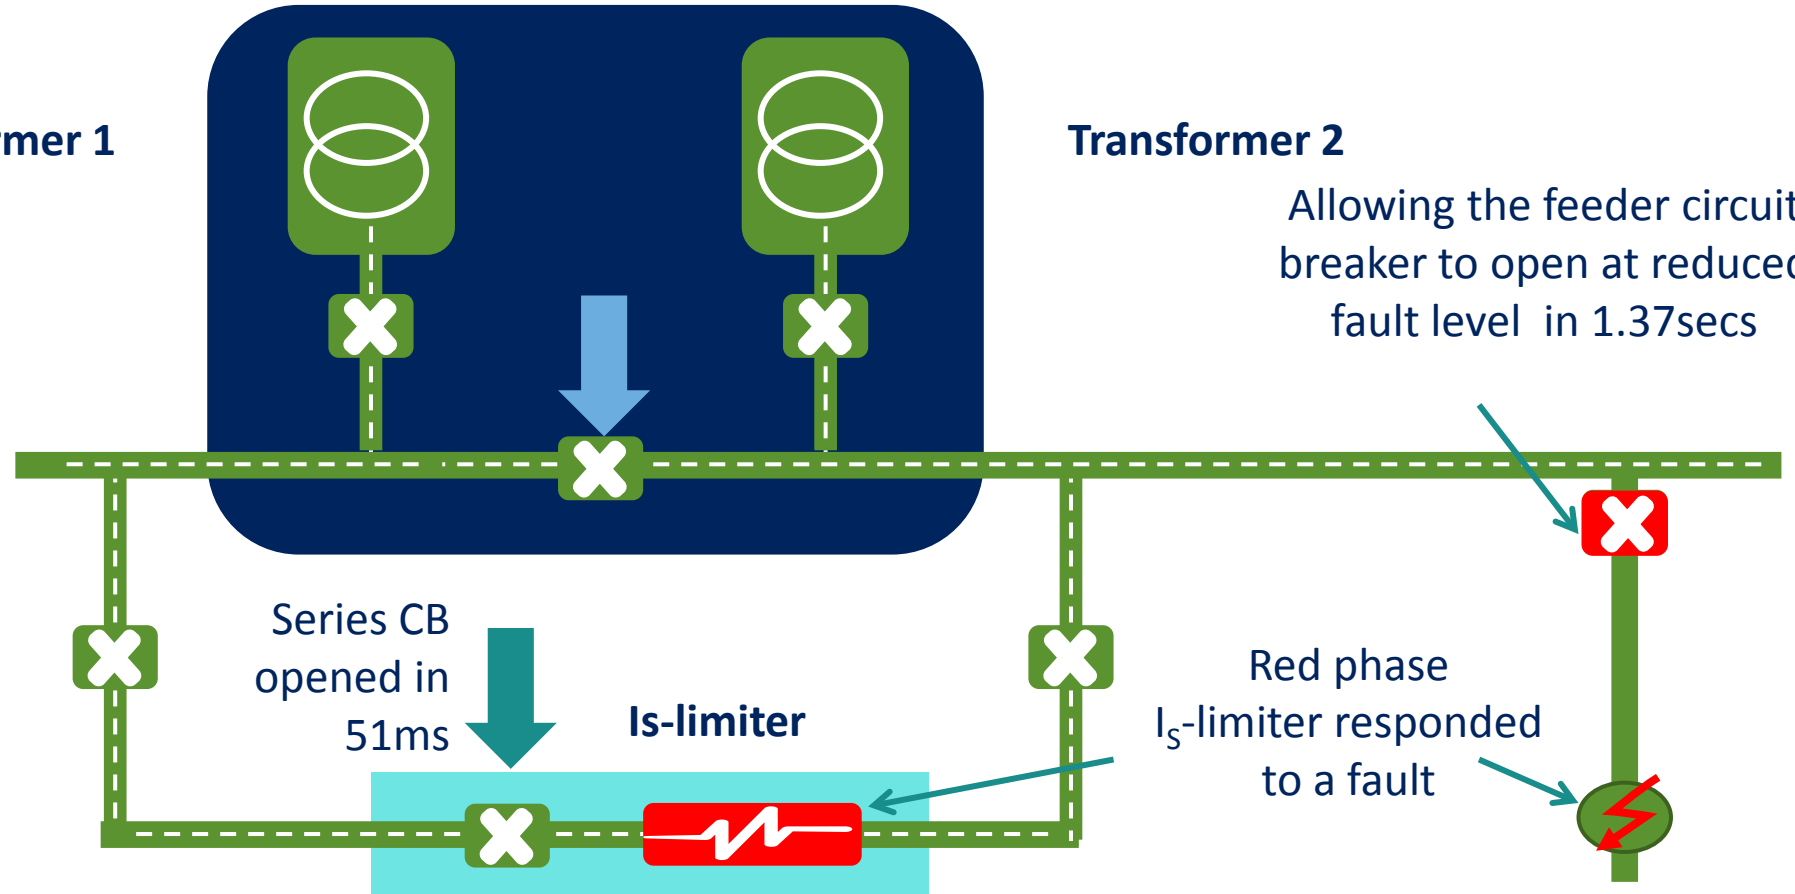 rmer 1
Transformer 2
Allowing the feeder circuit
breaker to open at reduced
fault level  in 1.37secs
Series CB
opened in
51ms
Is-limiter
Red phase
IS-limiter responded
to a fault